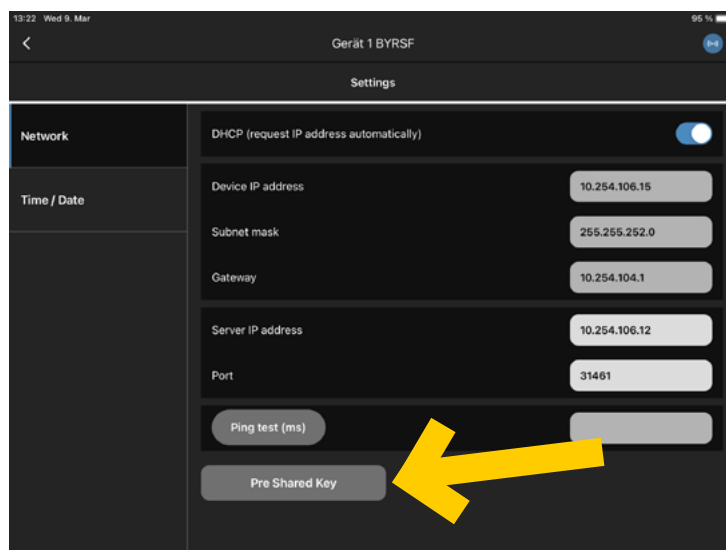 13:22 Wed 9. Mar 95 %
Gerät 1 BYRSF
Settings
Network
DHCP (request IP address automatically)
Time / Date
Device IP address 10.254.106.15
Subnet mask 255.255.252.0
Gateway 10.254.104.1
Server IP address 10.254.106.12
Port 31461
Ping test (ms)
Pre Shared Key